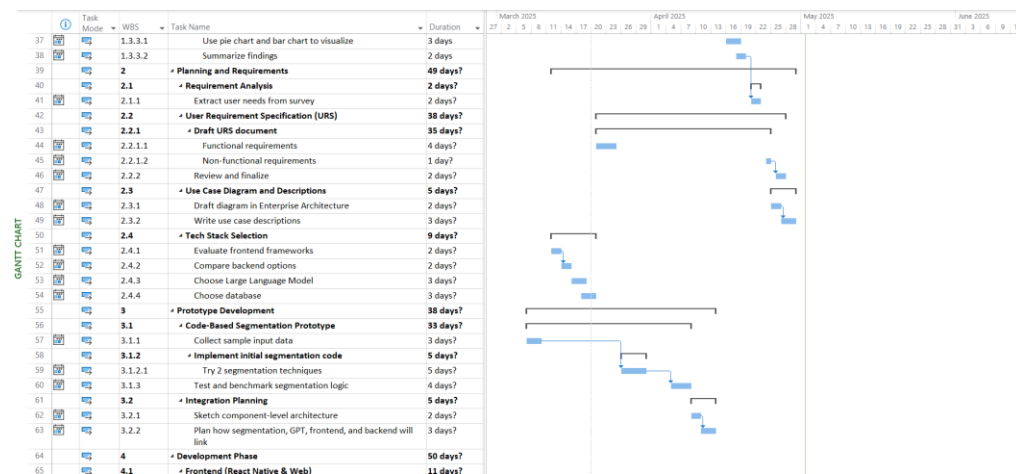 GANTT CHART
Task Mode WBS Task Name Duration
March 2025 April 2025 May 2025 June 2025
27 2 5 8 11 14 17 20 23 26 29 1 4 7 10 13 16 19 22 25 28 1 4 7 10 13 16 19 22 25 28 31 3 6 9
37 1.3.3.1 Use pie chart and bar chart to visualize 3 days
38 1.3.3.2 Summarize findings 2 days
39 2 Planning and Requirements 49 days?
40 2.1 Requirement Analysis 2 days?
41 2.1.1 Extract user needs from survey 2 days?
42 2.2 User Requirement Specification (URS) 38 days?
43 2.2.1 Draft URS document 35 days?
44 2.2.1.1 Functional requirements 4 days?
45 2.2.1.2 Non-functional requirements 1 day?
46 2.2.2 Review and finalize 2 days?
47 2.3 Use Case Diagram and Descriptions 5 days?
48 2.3.1 Draft diagram in Enterprise Architecture 2 days?
49 2.3.2 Write use case descriptions 3 days?
50 2.4 Tech Stack Selection 9 days?
51 2.4.1 Evaluate frontend frameworks 2 days?
52 2.4.2 Compare backend options 2 days?
53 2.4.3 Choose Large Language Model 3 days?
54 2.4.4 Choose database 3 days?
55 3 Prototype Development 38 days?
56 3.1 Code-Based Segmentation Prototype 33 days?
57 3.1.1 Collect sample input data 3 days?
58 3.1.2 Implement initial segmentation code 5 days?
59 3.1.2.1 Try 2 segmentation techniques 5 days?
60 3.1.3 Test and benchmark segmentation logic 4 days?
61 3.2 Integration Planning 5 days?
62 3.2.1 Sketch component-level architecture 2 days?
63 3.2.2 Plan how segmentation, GPT, frontend, and backend will 3 days?
link
64 4 Development Phase 50 days?
65 4.1 Frontend (React Native & Web) 11 days?